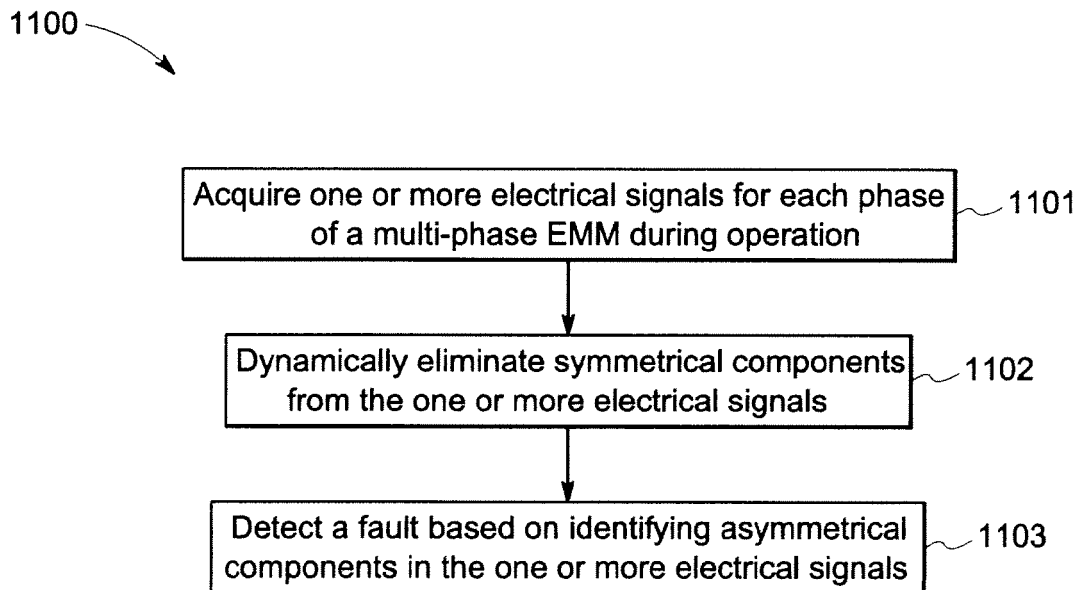 1100
Acquire one or more electrical signals for each phase
of a multi-phase EMM during operation
1101
Dynamically eliminate symmetrical components
from the one or more electrical signals
1102
Detect a fault based on identifying asymmetrical
components in the one or more electrical signals
1103